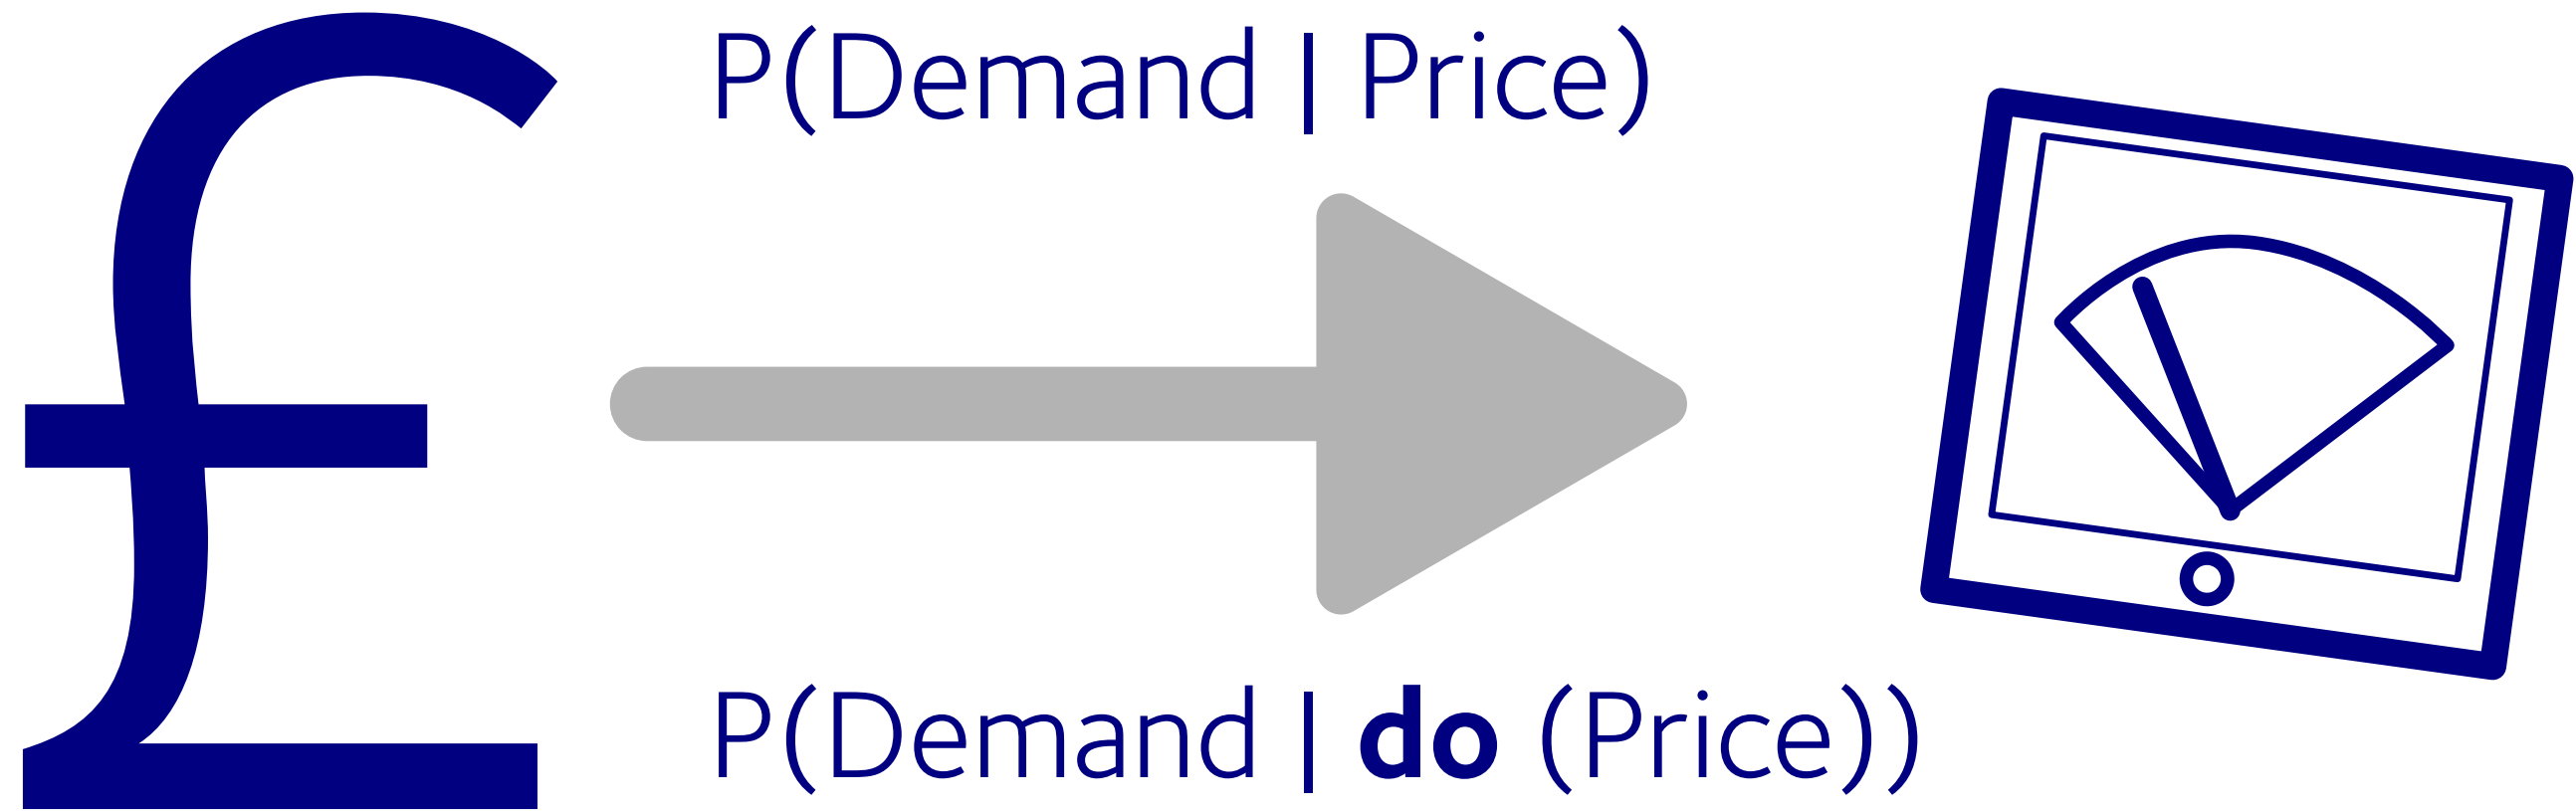 £
P(Demand | Price)
P(Demand | do (Price))